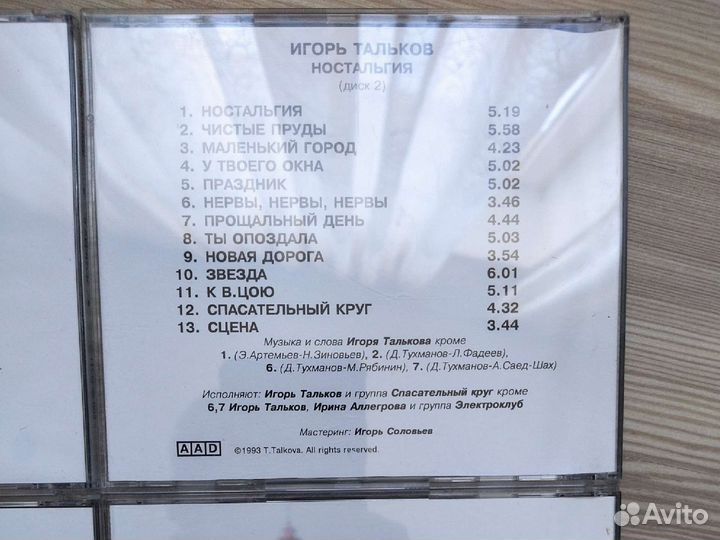 ИГОРЬ ТАЛЬКОВ
НОСТАЛЬГИЯ
(диск 2)
1. НОСТАЛЬГИЯ 5.19
2. ЧИСТЫЕ ПРУДЫ 5.58
3. МАЛЕНЬКИЙ ГОРОД 4.23
4. У ТВОЕГО ОКНА 5.02
5. ПРАЗДНИК 5.02
6. НЕРВЫ, НЕРВЫ, НЕРВЫ 3.46
7. ПРОЩАЛЬНЫЙ ДЕНЬ 4.44
8. ТЫ ОПОЗДАЛА 5.03
9. НОВАЯ ДОРОГА 3.54
10. ЗВЕЗДА 6.01
11. К В.ЦОЮ 5.11
12. СПАСАТЕЛЬНЫЙ КРУГ 4.32
13. СЦЕНА 3.44
Музыка и слова Игоря Талькова кроме
1. (Э.Артемьев-Н.Зиновьев), 2. (Д.Тухманов-Л.Фадеев),
6. (Д.Тухманов-М.Рябинин), 7. (Д.Тухманов-А.Саед-Шах)
Исполняют: Игорь Тальков и группа Спасательный круг кроме
6,7 Игорь Тальков, Ирина Аллегрова и группа Электроклуб
Мастеринг: Игорь Соловьев
AAD ©1993 T.Talkova. All rights reserved.
Avito